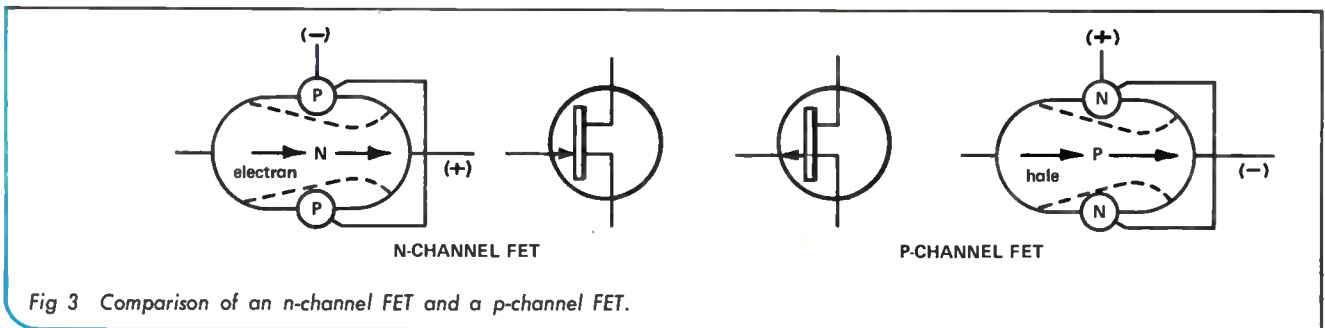 (−)
P
N
electran
(+)
P
N-CHANNEL FET
(+)
N
P
hale
(−)
N
P-CHANNEL FET
Fig 3 Comparison of an n-channel FET and a p-channel FET.